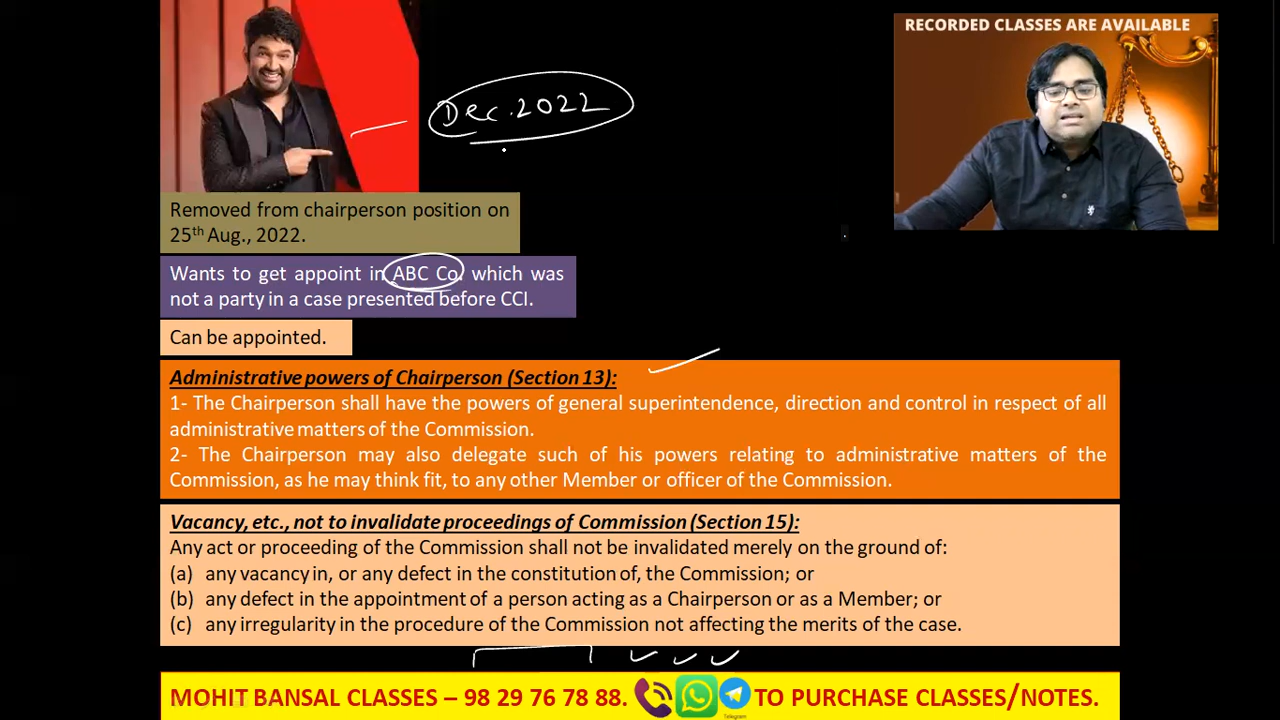 RECORDED CLASSES ARE AVAILABLE
Dec. 2022
Removed from chairperson position on
25th Aug., 2022.
Wants to get appoint in ABC Co. which was
not a party in a case presented before CCI.
Can be appointed.
Administrative powers of Chairperson (Section 13):
1- The Chairperson shall have the powers of general superintendence, direction and control in respect of all
administrative matters of the Commission.
2- The Chairperson may also delegate such of his powers relating to administrative matters of the
Commission, as he may think fit, to any other Member or officer of the Commission.
Vacancy, etc., not to invalidate proceedings of Commission (Section 15):
Any act or proceeding of the Commission shall not be invalidated merely on the ground of:
(a) any vacancy in, or any defect in the constitution of, the Commission; or
(b) any defect in the appointment of a person acting as a Chairperson or as a Member; or
(c) any irregularity in the procedure of the Commission not affecting the merits of the case.
MOHIT BANSAL CLASSES – 98 29 76 78 88. TO PURCHASE CLASSES/NOTES.
Telegram